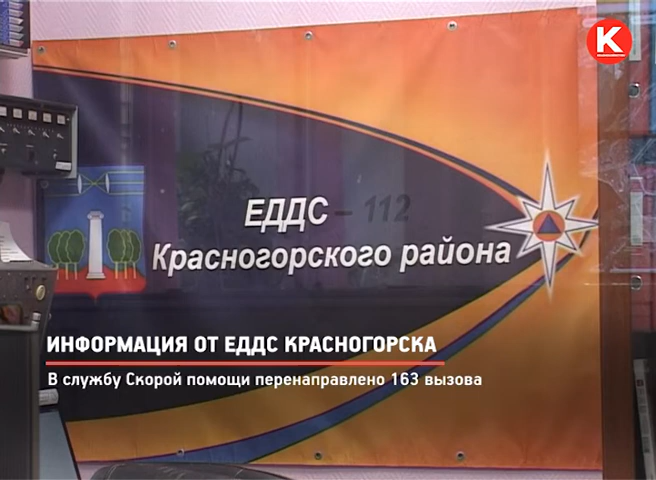 K
ЕДДС – 112
Красногорского района
ИНФОРМАЦИЯ ОТ ЕДДС КРАСНОГОРСКА
В службу Скорой помощи перенаправлено 163 вызова